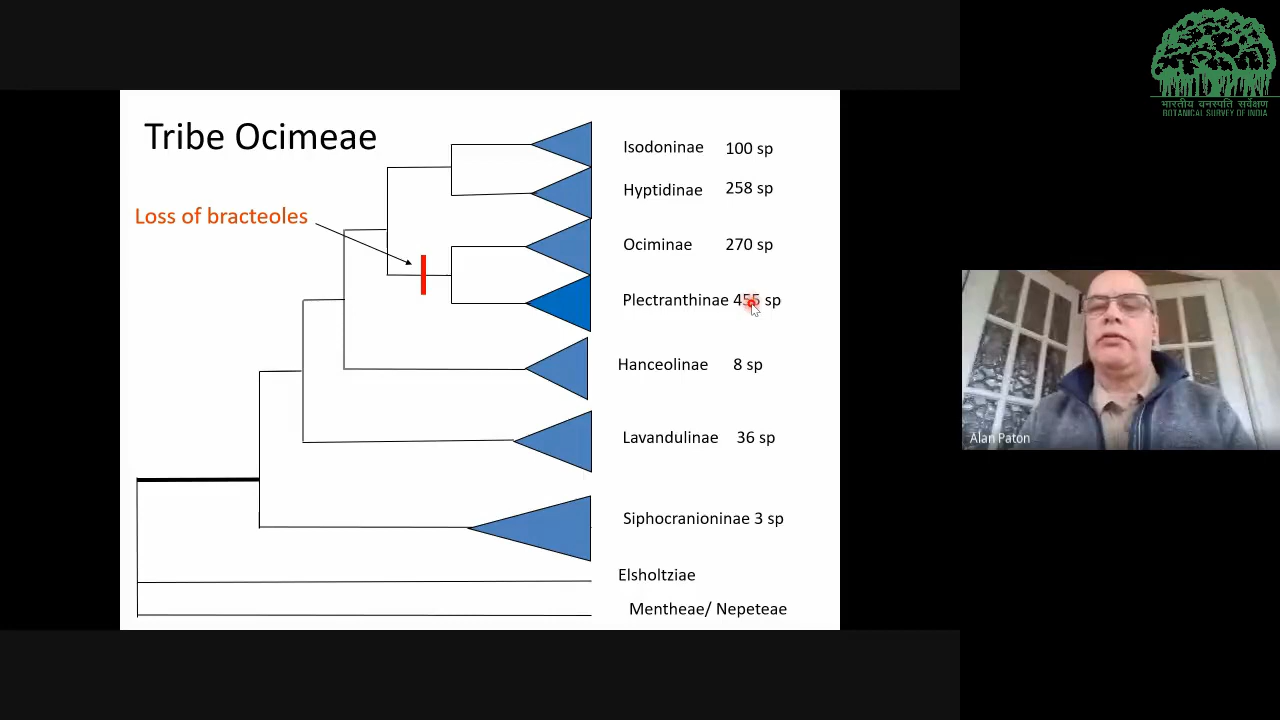 भारतीय वनस्पति सर्वेक्षण
BOTANICAL SURVEY OF INDIA
Tribe Ocimeae
Isodoninae 100 sp
Hyptidinae 258 sp
Loss of bracteoles
Ociminae 270 sp
Plectranthinae 455 sp
Hanceolinae 8 sp
Lavandulinae 36 sp
Siphocranioninae 3 sp
Elsholtziae
Mentheae/ Nepeteae
Alan Paton